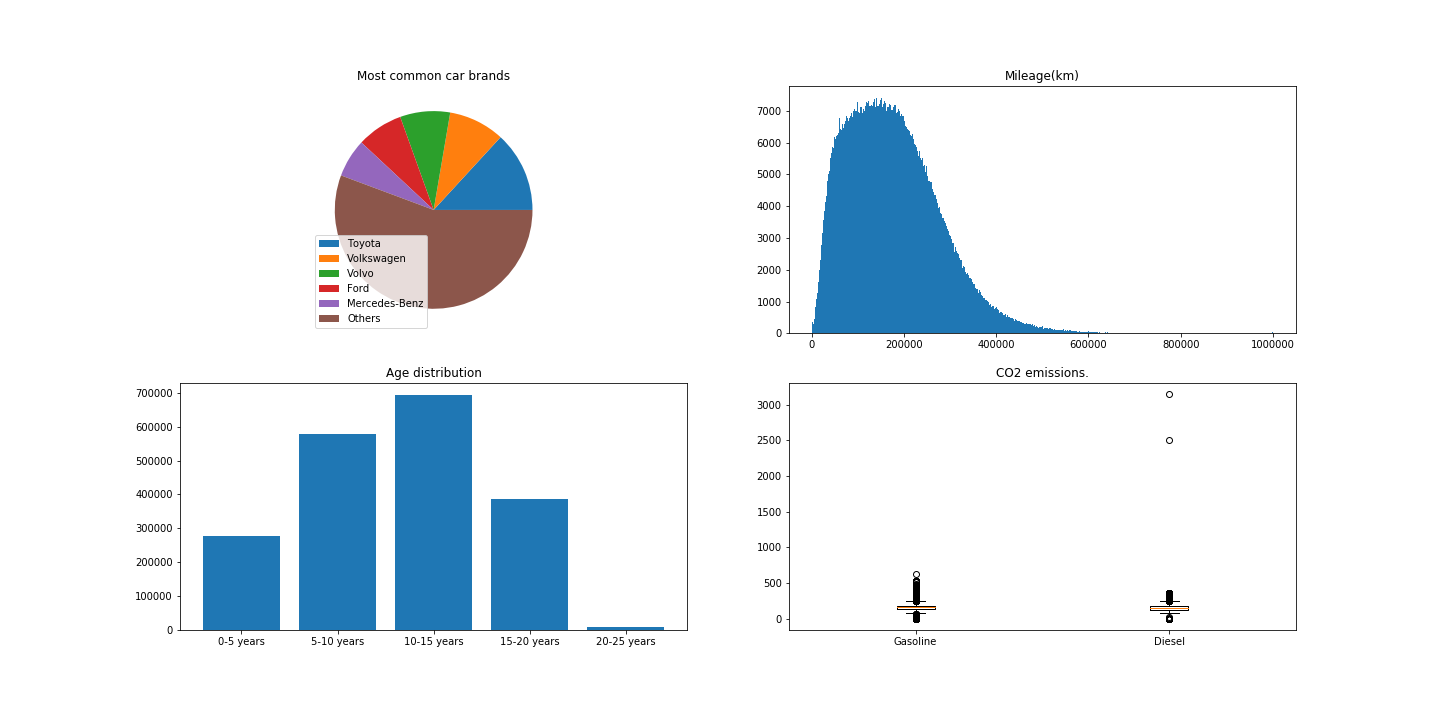 Most common car brands
Toyota
Volkswagen
Volvo
Ford
Mercedes-Benz
Others
Mileage(km)
7000
6000
5000
4000
3000
2000
1000
0
0 200000 400000 600000 800000 1000000
Age distribution
700000
600000
500000
400000
300000
200000
100000
0
0-5 years 5-10 years 10-15 years 15-20 years 20-25 years
CO2 emissions.
3000
2500
2000
1500
1000
500
0
Gasoline Diesel